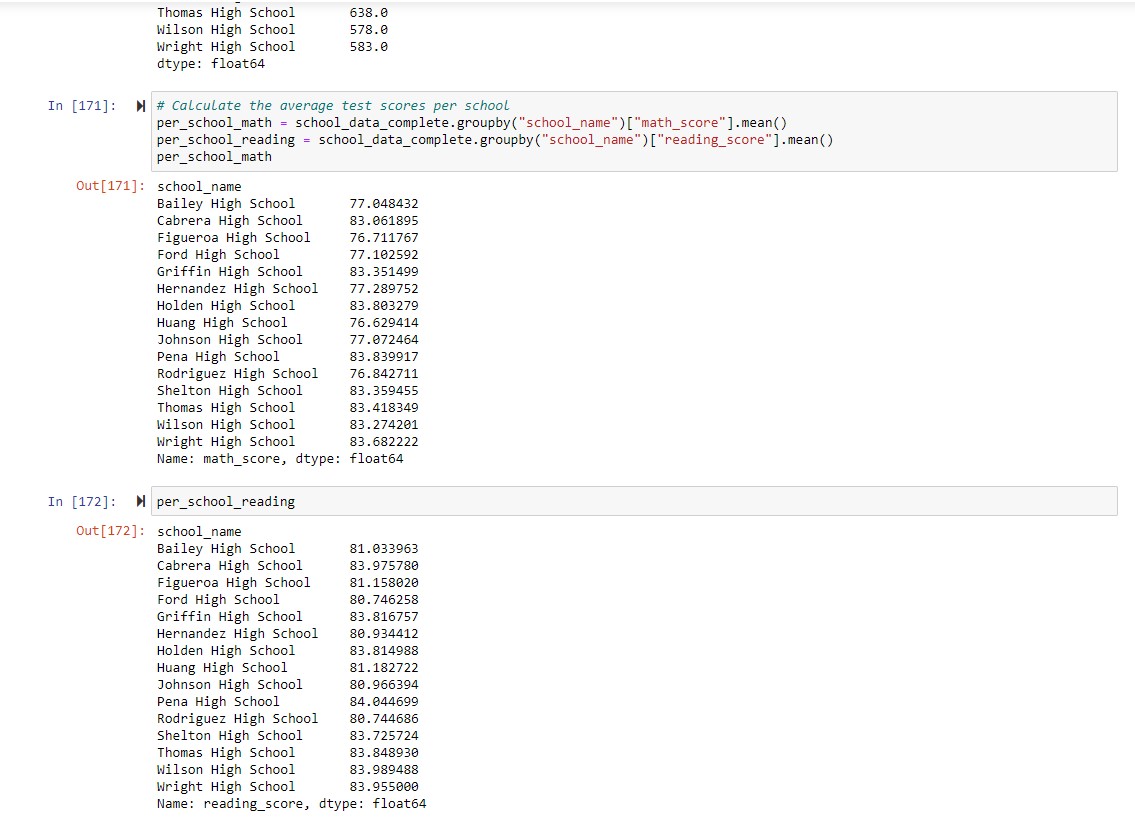 Thomas High School 638.0
Wilson High School 578.0
Wright High School 583.0
dtype: float64
In [171]:
# Calculate the average test scores per school
per_school_math = school_data_complete.groupby("school_name")["math_score"].mean()
per_school_reading = school_data_complete.groupby("school_name")["reading_score"].mean()
per_school_math
Out[171]: school_name
Bailey High School 77.048432
Cabrera High School 83.061895
Figueroa High School 76.711767
Ford High School 77.102592
Griffin High School 83.351499
Hernandez High School 77.289752
Holden High School 83.803279
Huang High School 76.629414
Johnson High School 77.072464
Pena High School 83.839917
Rodriguez High School 76.842711
Shelton High School 83.359455
Thomas High School 83.418349
Wilson High School 83.274201
Wright High School 83.682222
Name: math_score, dtype: float64
In [172]: per_school_reading
Out[172]: school_name
Bailey High School 81.033963
Cabrera High School 83.975780
Figueroa High School 81.158020
Ford High School 80.746258
Griffin High School 83.816757
Hernandez High School 80.934412
Holden High School 83.814988
Huang High School 81.182722
Johnson High School 80.966394
Pena High School 84.044699
Rodriguez High School 80.744686
Shelton High School 83.725724
Thomas High School 83.848930
Wilson High School 83.989488
Wright High School 83.955000
Name: reading_score, dtype: float64